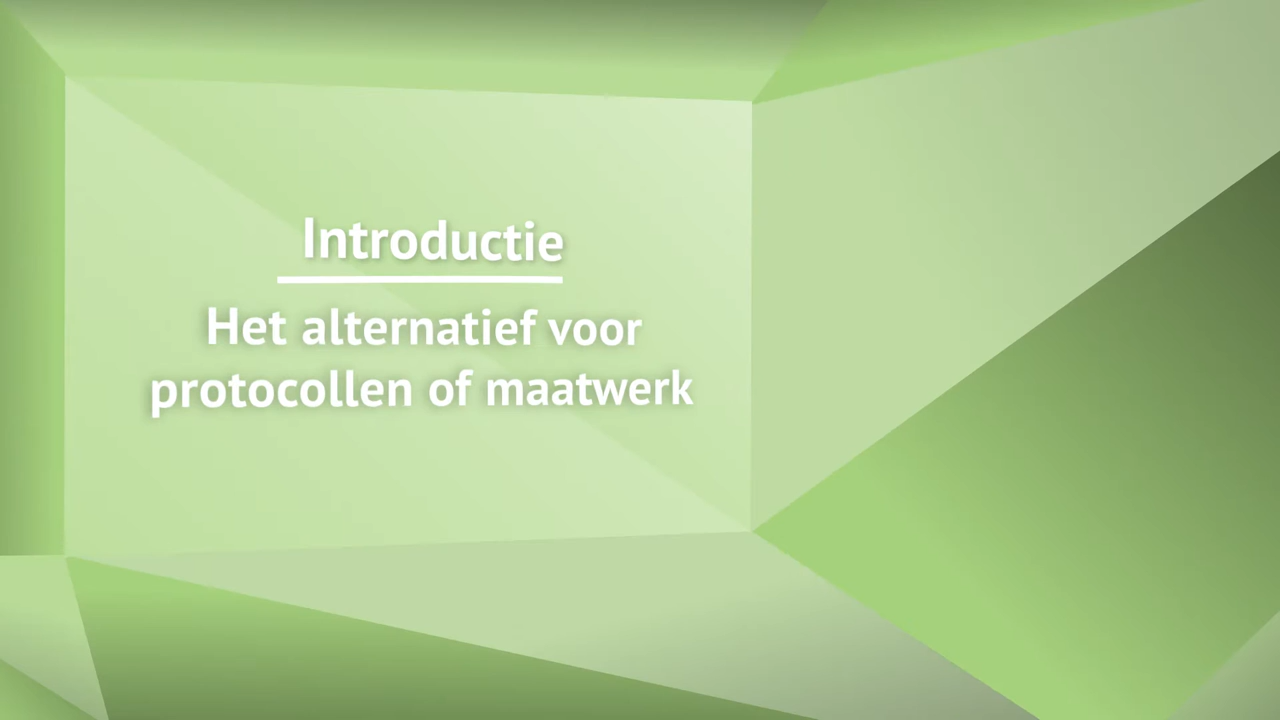 Introductie
Het alternatief voor
protocollen of maatwerk